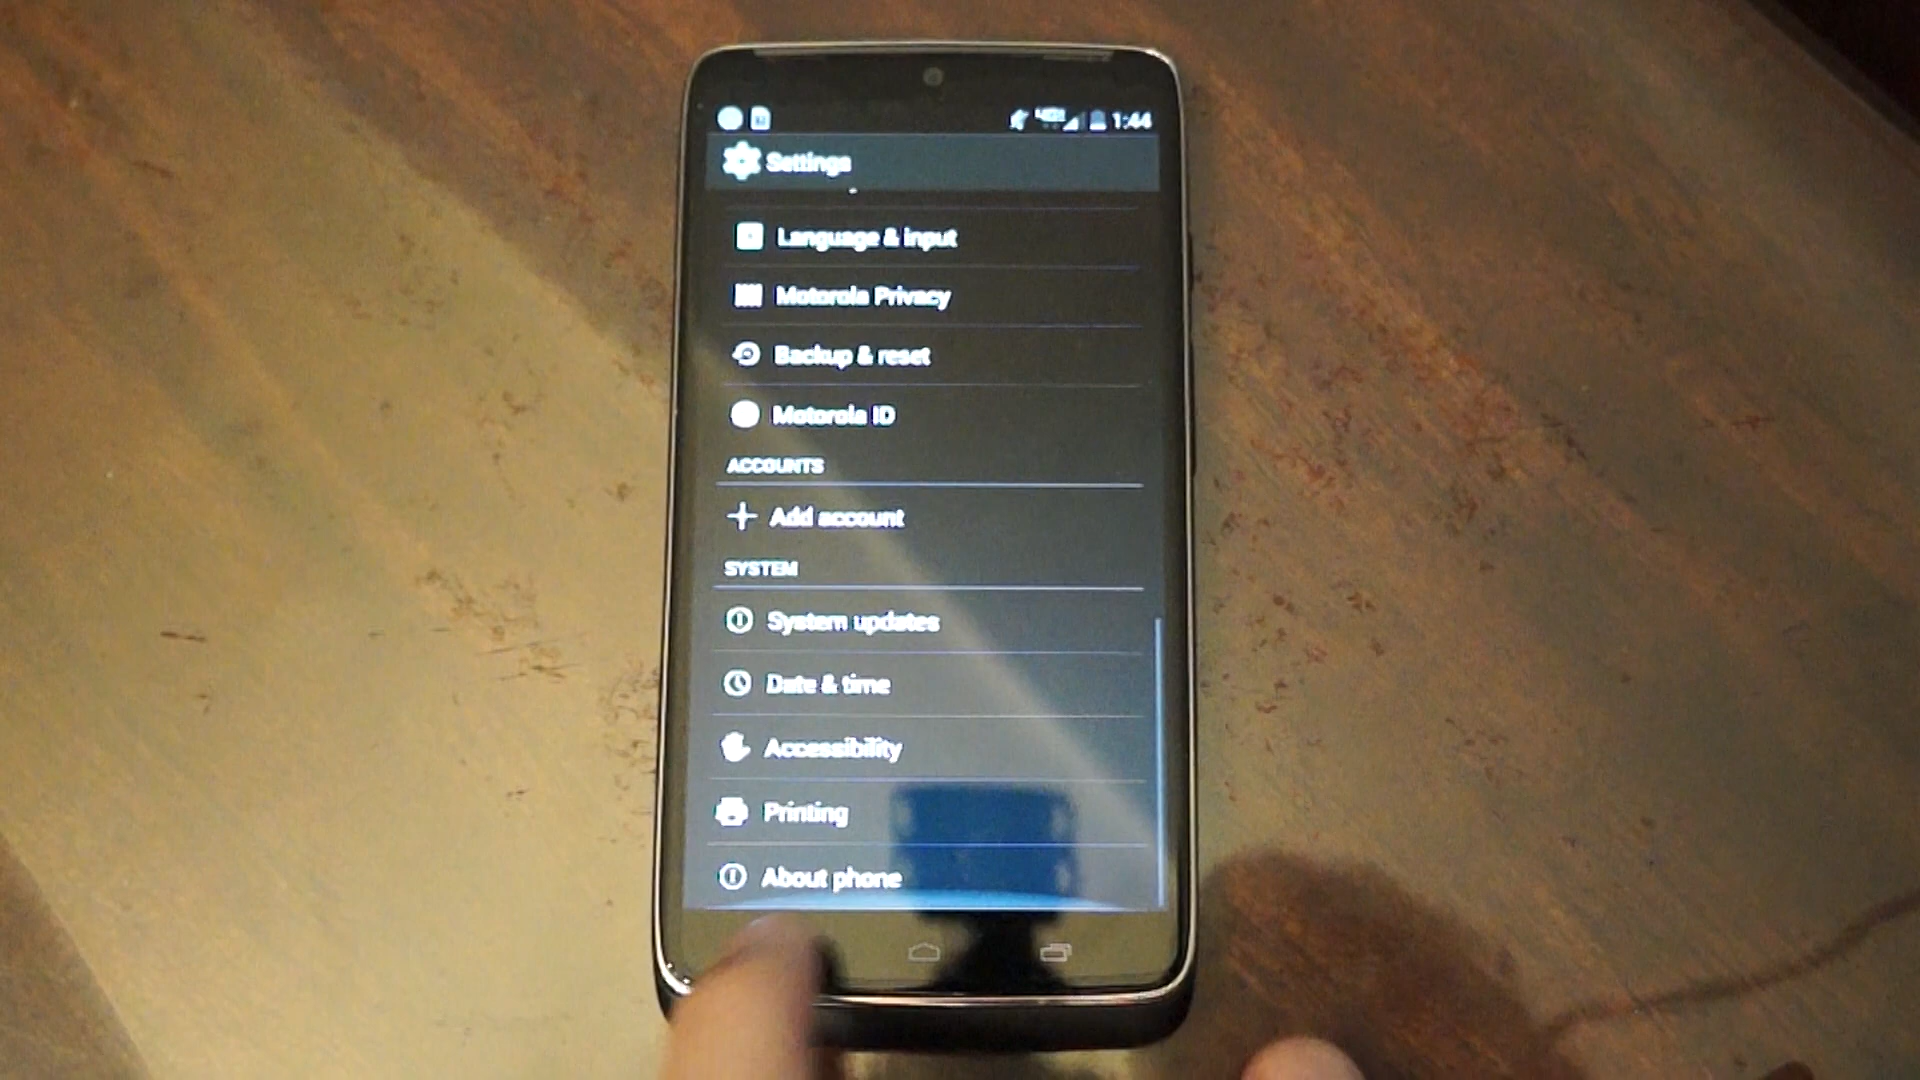 1:44
Settings
Language & input
Motorola Privacy
Backup & reset
Motorola ID
ACCOUNTS
Add account
SYSTEM
System updates
Date & time
Accessibility
Printing
About phone